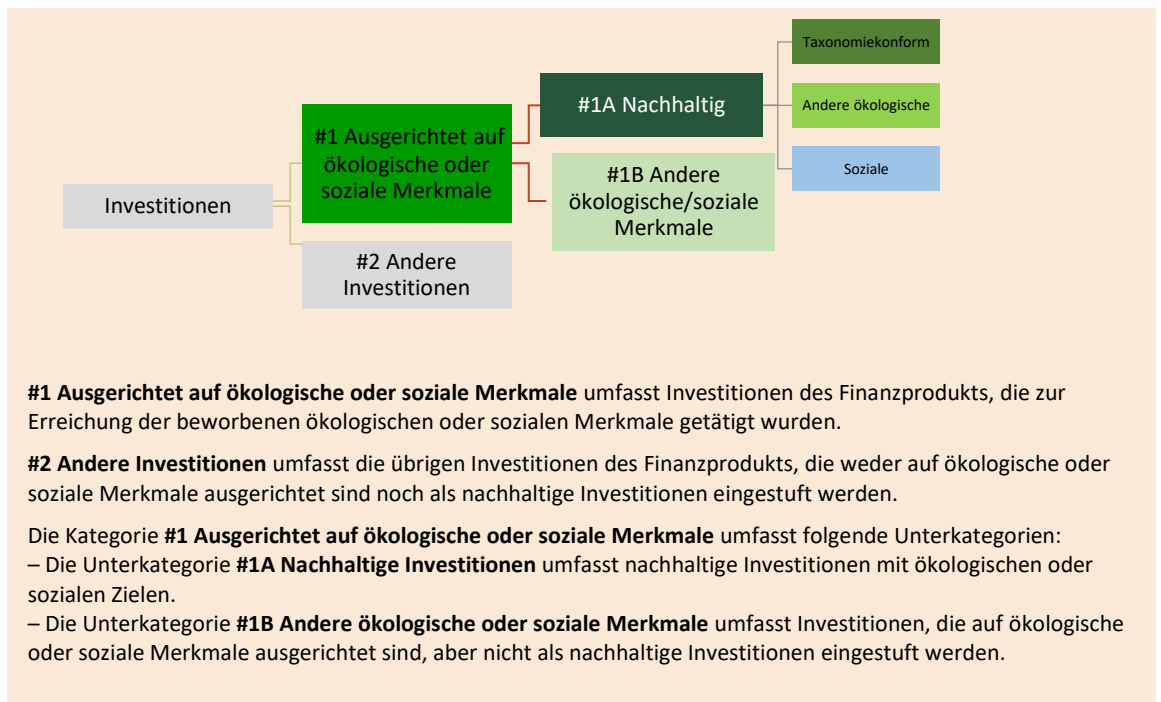 Taxonomiekonform
#1A Nachhaltig
Andere ökologische
#1 Ausgerichtet auf
ökologische oder
soziale Merkmale
Soziale
#1B Andere
ökologische/soziale
Merkmale
Investitionen
#2 Andere
Investitionen
#1 Ausgerichtet auf ökologische oder soziale Merkmale umfasst Investitionen des Finanzprodukts, die zur
Erreichung der beworbenen ökologischen oder sozialen Merkmale getätigt wurden.
#2 Andere Investitionen umfasst die übrigen Investitionen des Finanzprodukts, die weder auf ökologische oder
soziale Merkmale ausgerichtet sind noch als nachhaltige Investitionen eingestuft werden.
Die Kategorie #1 Ausgerichtet auf ökologische oder soziale Merkmale umfasst folgende Unterkategorien:
– Die Unterkategorie #1A Nachhaltige Investitionen umfasst nachhaltige Investitionen mit ökologischen oder
sozialen Zielen.
– Die Unterkategorie #1B Andere ökologische oder soziale Merkmale umfasst Investitionen, die auf ökologische
oder soziale Merkmale ausgerichtet sind, aber nicht als nachhaltige Investitionen eingestuft werden.